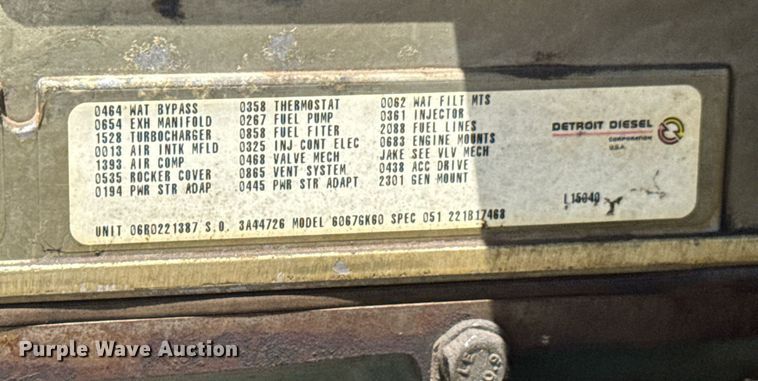 0464 WAT BYPASS 0358 THERMOSTAT 0062 WAT FILT MTS
0654 EXH MANIFOLD 0267 FUEL PUMP 0361 INJECTOR
1528 TURBOCHARGER 0858 FUEL FITER 2088 FUEL LINES
0013 AIR INTK MFLD 0325 INJ CONT ELEC 0683 ENGINE MOUNTS
1393 AIR COMP 0468 VALVE MECH JAKE SEE VLV MECH
0535 ROCKER COVER 0865 VENT SYSTEM 0438 ACC DRIVE
0194 PWR STR ADAP 0445 PWR STR ADAPT 2301 GEN MOUNT
DETROIT DIESEL
CORPORATION
U.S.A.
L15040
UNIT 06R0221387 S.O. 3A44726 MODEL 6067GK60 SPEC 051 221B17468
Purple Wave Auction